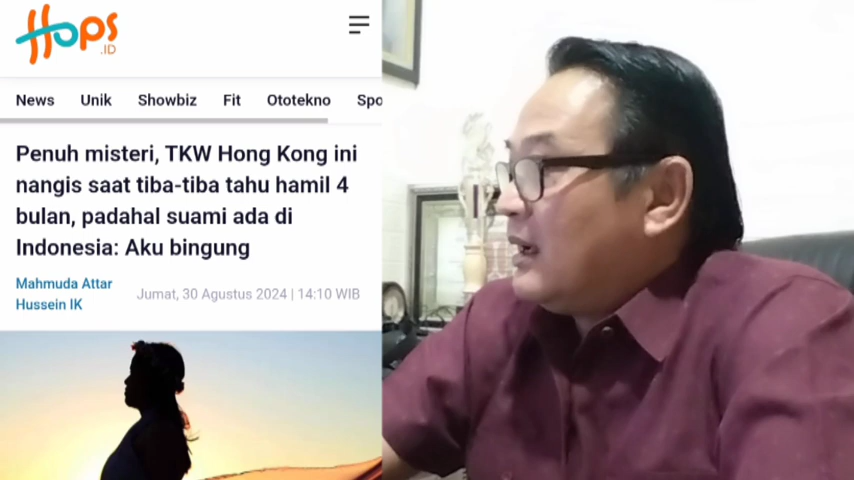 Hops
.ID
News Unik Showbiz Fit Ototekno Spo
Penuh misteri, TKW Hong Kong ini
nangis saat tiba-tiba tahu hamil 4
bulan, padahal suami ada di
Indonesia: Aku bingung
Mahmuda Attar
Hussein IK
Jumat, 30 Agustus 2024 | 14:10 WIB